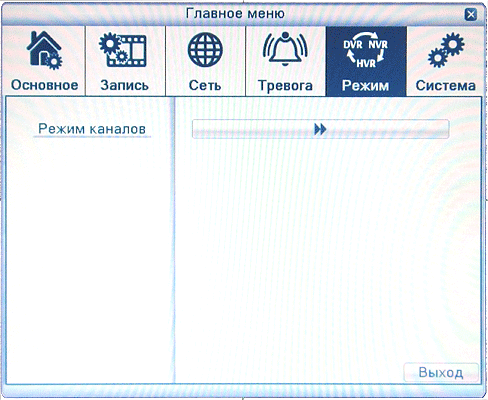 Главное меню
DVR NVR
HVR
Основное Запись Сеть Тревога Режим Система
Режим каналов
Выход